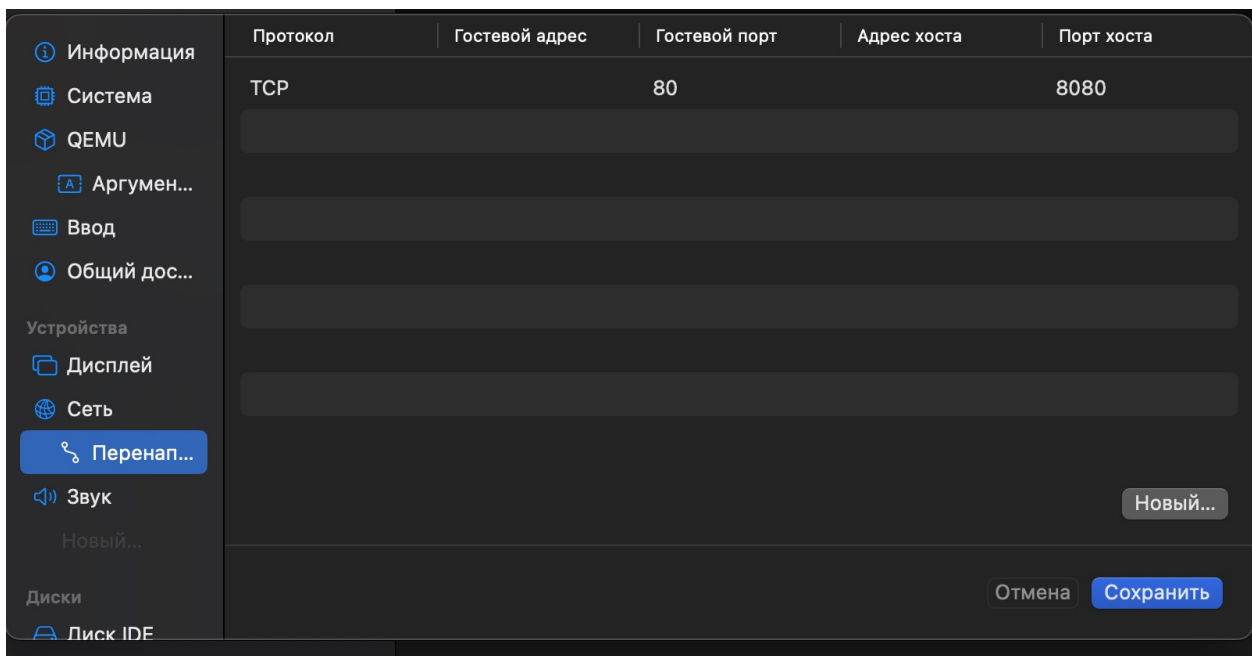 Информация
Система
QEMU
Аргумен...
Ввод
Общий дос...
Устройства
Дисплей
Сеть
Перенап...
Звук
Новый...
Диски
Диск IDE
Протокол Гостевой адрес Гостевой порт Адрес хоста Порт хоста
TCP 80 8080
Новый...
Отмена Сохранить